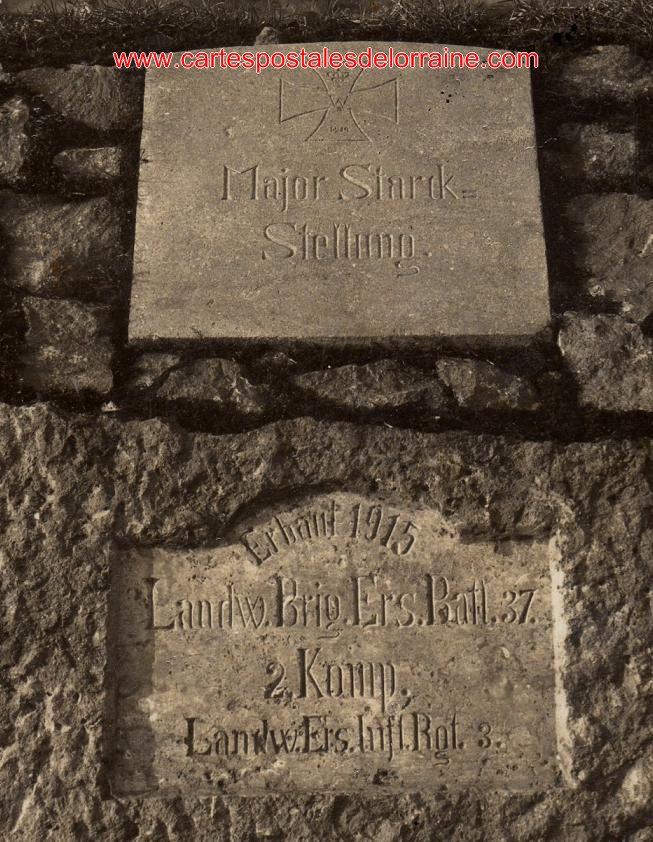 www.cartespostalesdelorraine.com
W
1914
Major Starck=
Stellung.
Erbaut 1915
Landw. Brig. Ers. Batl. 37.
2. Komp.
Landw. Ers. Inft. Rgt. 3.